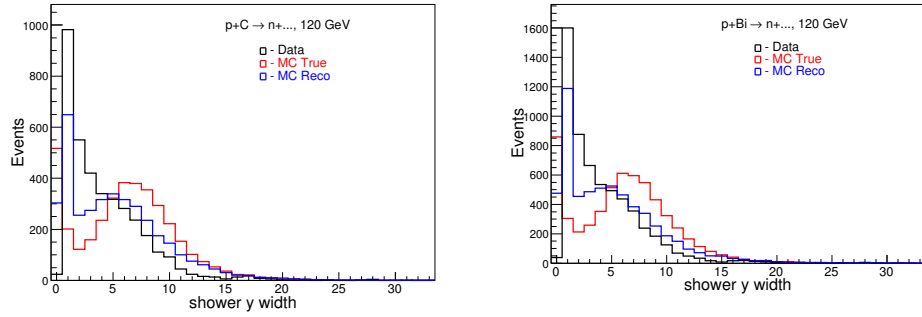 p+C → n+..., 120 GeV
- Data
- MC True
- MC Reco
Events
1000
800
600
400
200
0
0 5 10 15 20 25 30
shower y width
p+Bi → n+..., 120 GeV
- Data
- MC True
- MC Reco
Events
1600
1400
1200
1000
800
600
400
200
0
0 5 10 15 20 25 30
shower y width